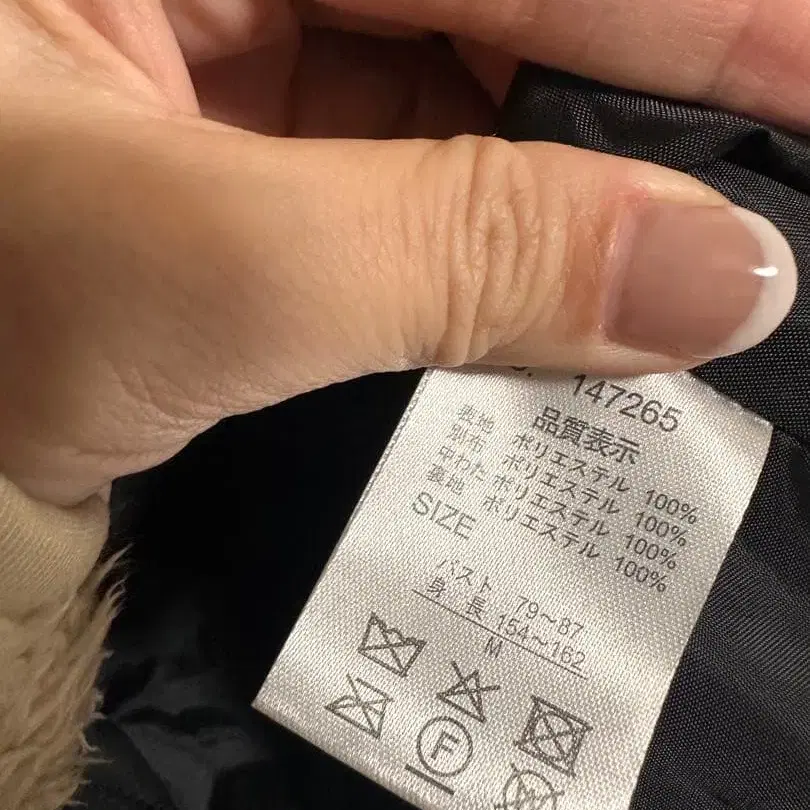 147265
品質表示
表地 ポリエステル 100%
別布 ポリエステル 100%
中わた ポリエステル 100%
裏地 ポリエステル 100%
SIZE
バスト 79〜87
身長 154〜162
M
F